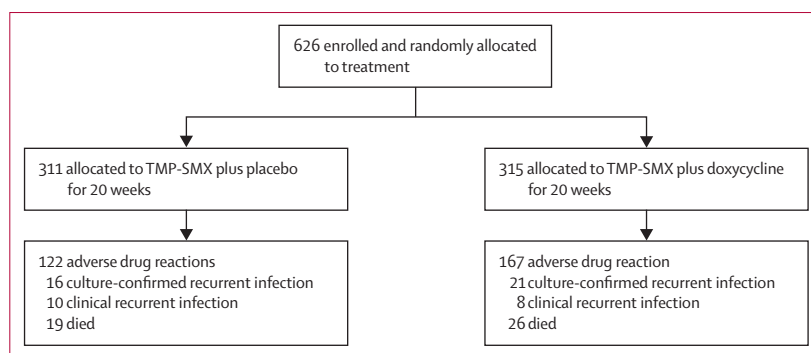 626 enrolled and randomly allocated
to treatment
311 allocated to TMP-SMX plus placebo
for 20 weeks
315 allocated to TMP-SMX plus doxycycline
for 20 weeks
122 adverse drug reactions
16 culture-confirmed recurrent infection
10 clinical recurrent infection
19 died
167 adverse drug reaction
21 culture-confirmed recurrent infection
8 clinical recurrent infection
26 died